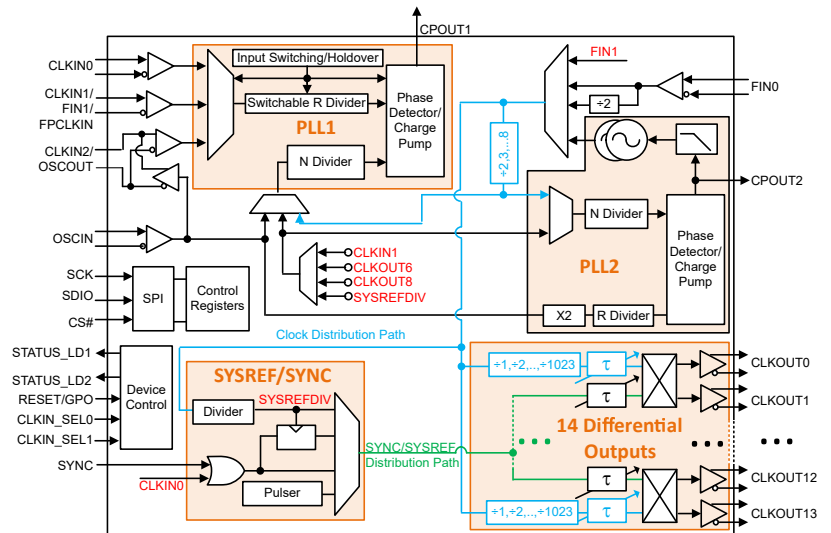 CPOUT1
CLKIN0
CLKIN1/
FIN1/
FPCLKIN
CLKIN2/
OSCOUT
OSCIN
Input Switching/Holdover
Switchable R Divider
PLL1
N Divider
Phase
Detector/
Charge
Pump
FIN1
÷2
FIN0
÷2,3,...8
CPOUT2
N Divider
PLL2
Phase
Detector/
Charge
Pump
X2
R Divider
CLKIN1
CLKOUT6
CLKOUT8
SYSREFDIV
SCK
SDIO
CS#
SPI
Control
Registers
Clock Distribution Path
STATUS_LD1
STATUS_LD2
RESET/GPO
CLKIN_SEL0
CLKIN_SEL1
Device
Control
SYNC
CLKIN0
SYSREF/SYNC
Divider
SYSREFDIV
Pulser
SYNC/SYSREF
Distribution Path
÷1,÷2,..,÷1023
τ
τ
CLKOUT0
CLKOUT1
14 Differential
Outputs
τ
÷1,÷2,..,÷1023
τ
CLKOUT12
CLKOUT13